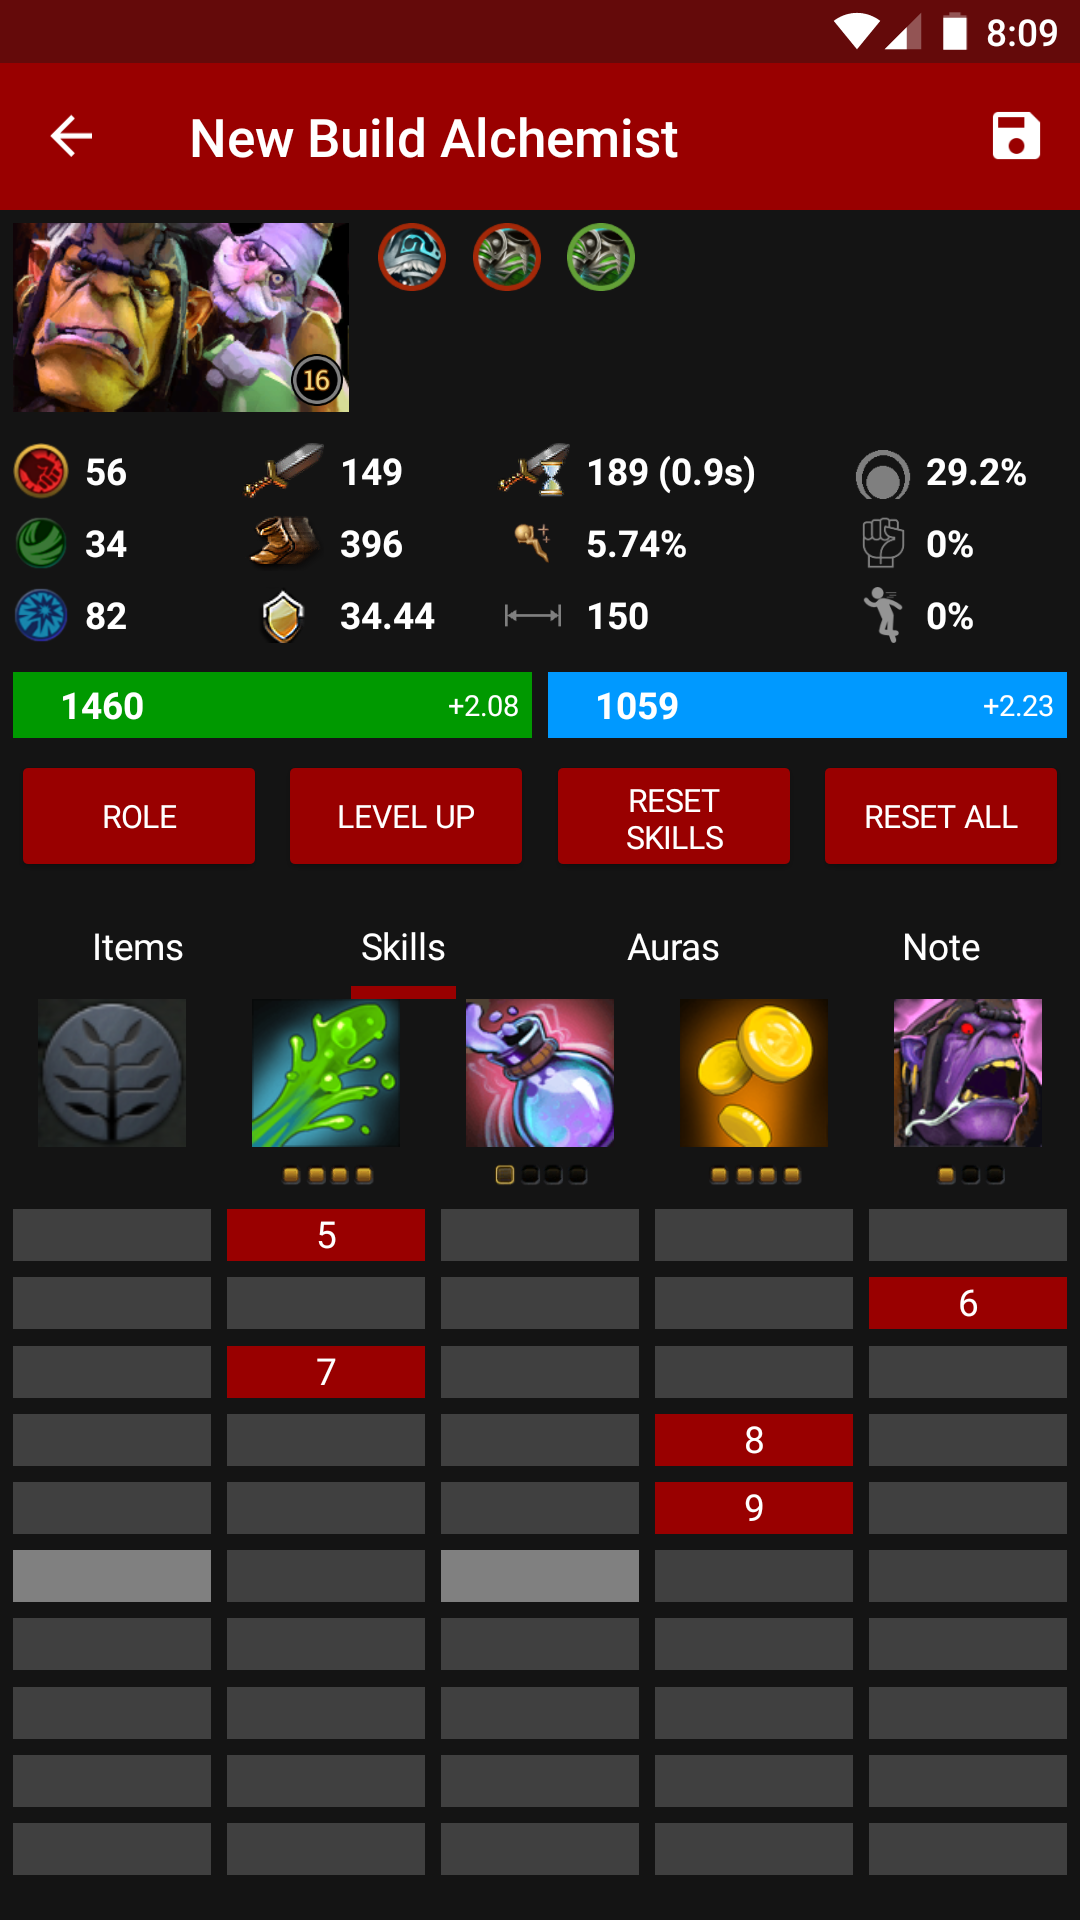 8:09
New Build Alchemist
16
56 149 189 (0.9s) 29.2%
34 396 5.74% 0%
82 34.44 150 0%
1460 +2.08 1059 +2.23
ROLE LEVEL UP RESET SKILLS RESET ALL
Items Skills Auras Note
5
6
7
8
9